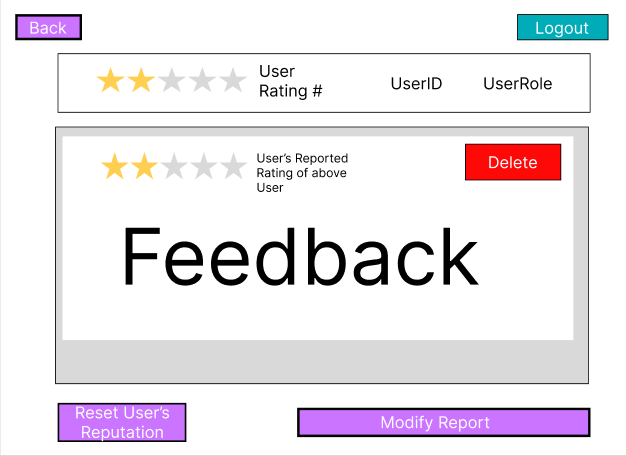 Back
Logout
User
Rating #
UserID
UserRole
User's Reported
Rating of above
User
Delete
Feedback
Reset User's
Reputation
Modify Report